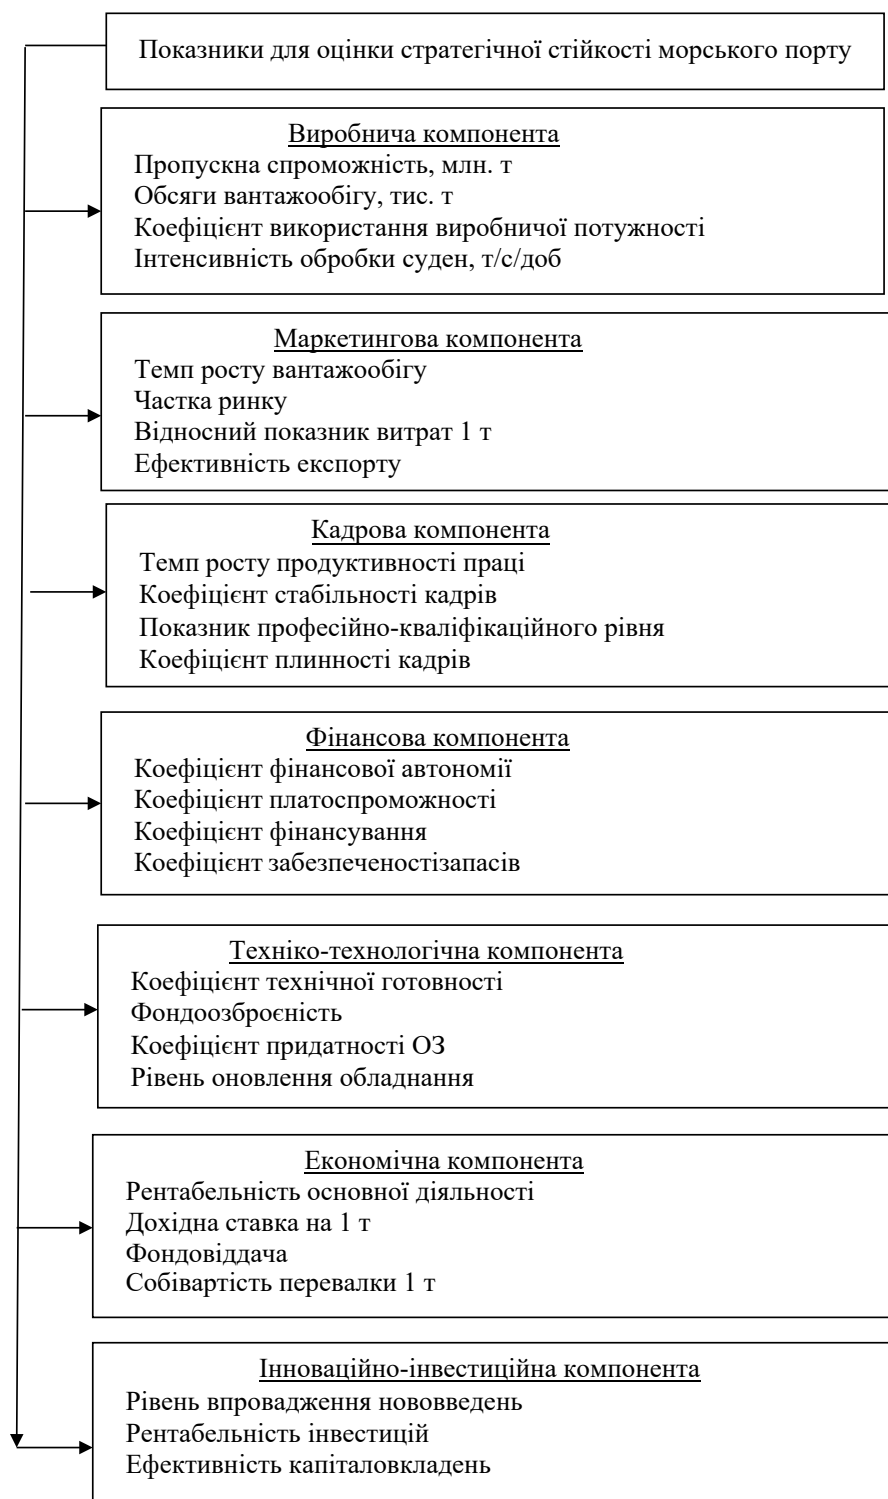 Показники для оцінки стратегічної стійкості морського порту
Виробнича компонента
Пропускна спроможність, млн. т
Обсяги вантажообігу, тис. т
Коефіцієнт використання виробничої потужності
Інтенсивність обробки суден, т/с/доб
Маркетингова компонента
Темп росту вантажообігу
Частка ринку
Відносний показник витрат 1 т
Ефективність експорту
Кадрова компонента
Темп росту продуктивності праці
Коефіцієнт стабільності кадрів
Показник професійно-кваліфікаційного рівня
Коефіцієнт плинності кадрів
Фінансова компонента
Коефіцієнт фінансової автономії
Коефіцієнт платоспроможності
Коефіцієнт фінансування
Коефіцієнт забезпеченостізапасів
Техніко-технологічна компонента
Коефіцієнт технічної готовності
Фондоозброєність
Коефіцієнт придатності ОЗ
Рівень оновлення обладнання
Економічна компонента
Рентабельність основної діяльності
Дохідна ставка на 1 т
Фондовіддача
Собівартість перевалки 1 т
Інноваційно-інвестиційна компонента
Рівень впровадження нововведень
Рентабельність інвестицій
Ефективність капіталовкладень